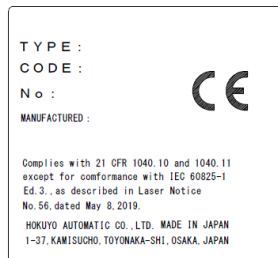 TYPE:
CODE:
No:
CE
MANUFACTURED:
Complies with 21 CFR 1040.10 and 1040.11
except for comformance with IEC 60825-1
Ed.3., as described in Laser Notice
No.56, dated May 8, 2019.
HOKUYO AUTOMATIC CO.,LTD. MADE IN JAPAN
1-37, KAMISUCHO, TOYONAKA-SHI, OSAKA, JAPAN